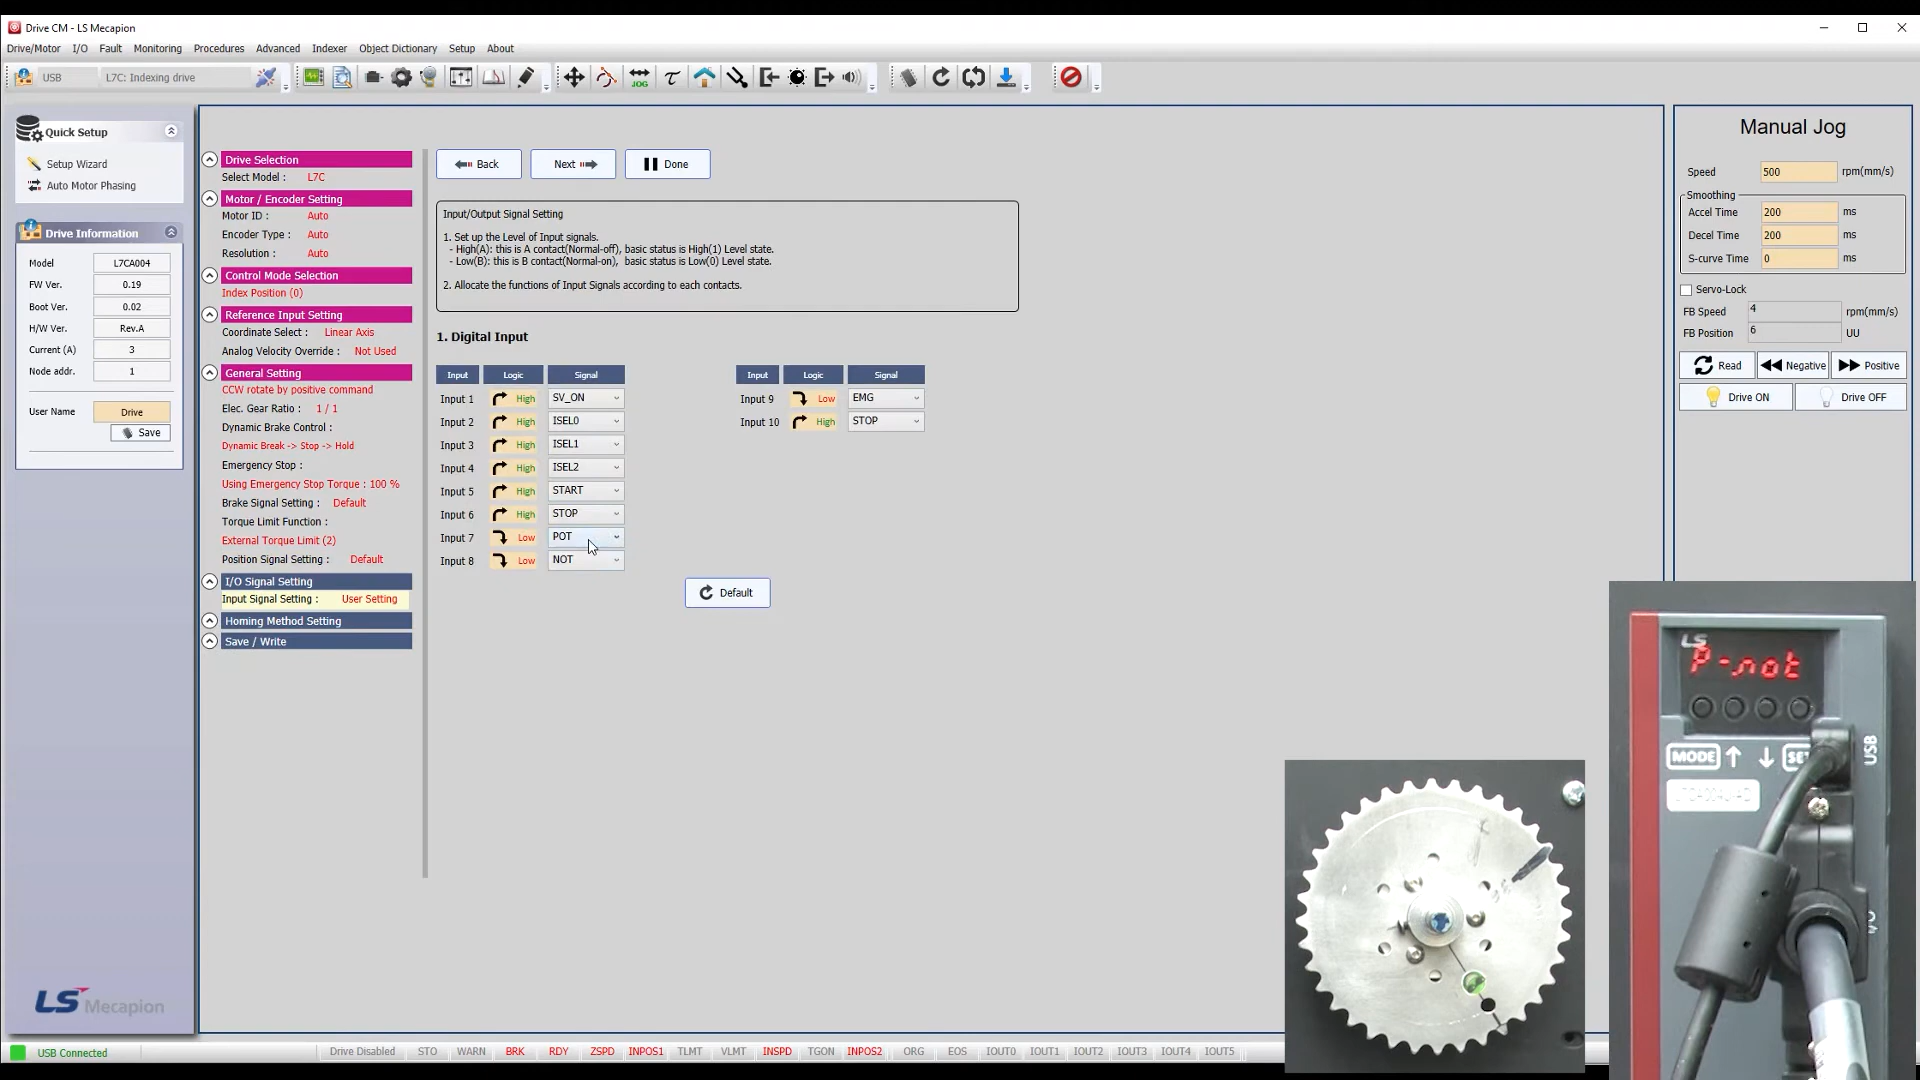 Drive CM - LS Mecapion
Drive/Motor I/O Fault Monitoring Procedures Advanced Indexer Object Dictionary Setup About
USB L7C: Indexing drive
JOG
Quick Setup
Setup Wizard
Auto Motor Phasing
Drive Information
Model L7CA004
FW Ver. 0.19
Boot Ver. 0.02
H/W Ver. Rev.A
Current (A) 3
Node addr. 1
User Name Drive
Save
LS Mecapion
Drive Selection
Select Model : L7C
Motor / Encoder Setting
Motor ID : Auto
Encoder Type : Auto
Resolution : Auto
Control Mode Selection
Index Position (0)
Reference Input Setting
Coordinate Select : Linear Axis
Analog Velocity Override : Not Used
General Setting
CCW rotate by positive command
Elec. Gear Ratio : 1 / 1
Dynamic Brake Control :
Dynamic Break -> Stop -> Hold
Emergency Stop :
Using Emergency Stop Torque : 100 %
Brake Signal Setting : Default
Torque Limit Function :
External Torque Limit (2)
Position Signal Setting : Default
I/O Signal Setting
Input Signal Setting : User Setting
Homing Method Setting
Save / Write
Back Next Done
Input/Output Signal Setting
1. Set up the Level of Input signals.
- High(A): this is A contact(Normal-off), basic status is High(1) Level state.
- Low(B): this is B contact(Normal-on), basic status is Low(0) Level state.
2. Allocate the functions of Input Signals according to each contacts.
1. Digital Input
Input Logic Signal
Input 1 High SV_ON
Input 2 High ISEL0
Input 3 High ISEL1
Input 4 High ISEL2
Input 5 High START
Input 6 High STOP
Input 7 Low POT
Input 8 Low NOT
Input Logic Signal
Input 9 Low EMG
Input 10 High STOP
Default
Manual Jog
Speed 500 rpm(mm/s)
Smoothing
Accel Time 200 ms
Decel Time 200 ms
S-curve Time 0 ms
Servo-Lock
FB Speed 4 rpm(mm/s)
FB Position 6 UU
Read Negative Positive
Drive ON Drive OFF
LS
P-not
MODE
USB
USB Connected Drive Disabled STO WARN BRK RDY ZSPD INPOS1 TLMT VLMT INSPD TGON INPOS2 ORG EOS IOUT0 IOUT1 IOUT2 IOUT3 IOUT4 IOUT5